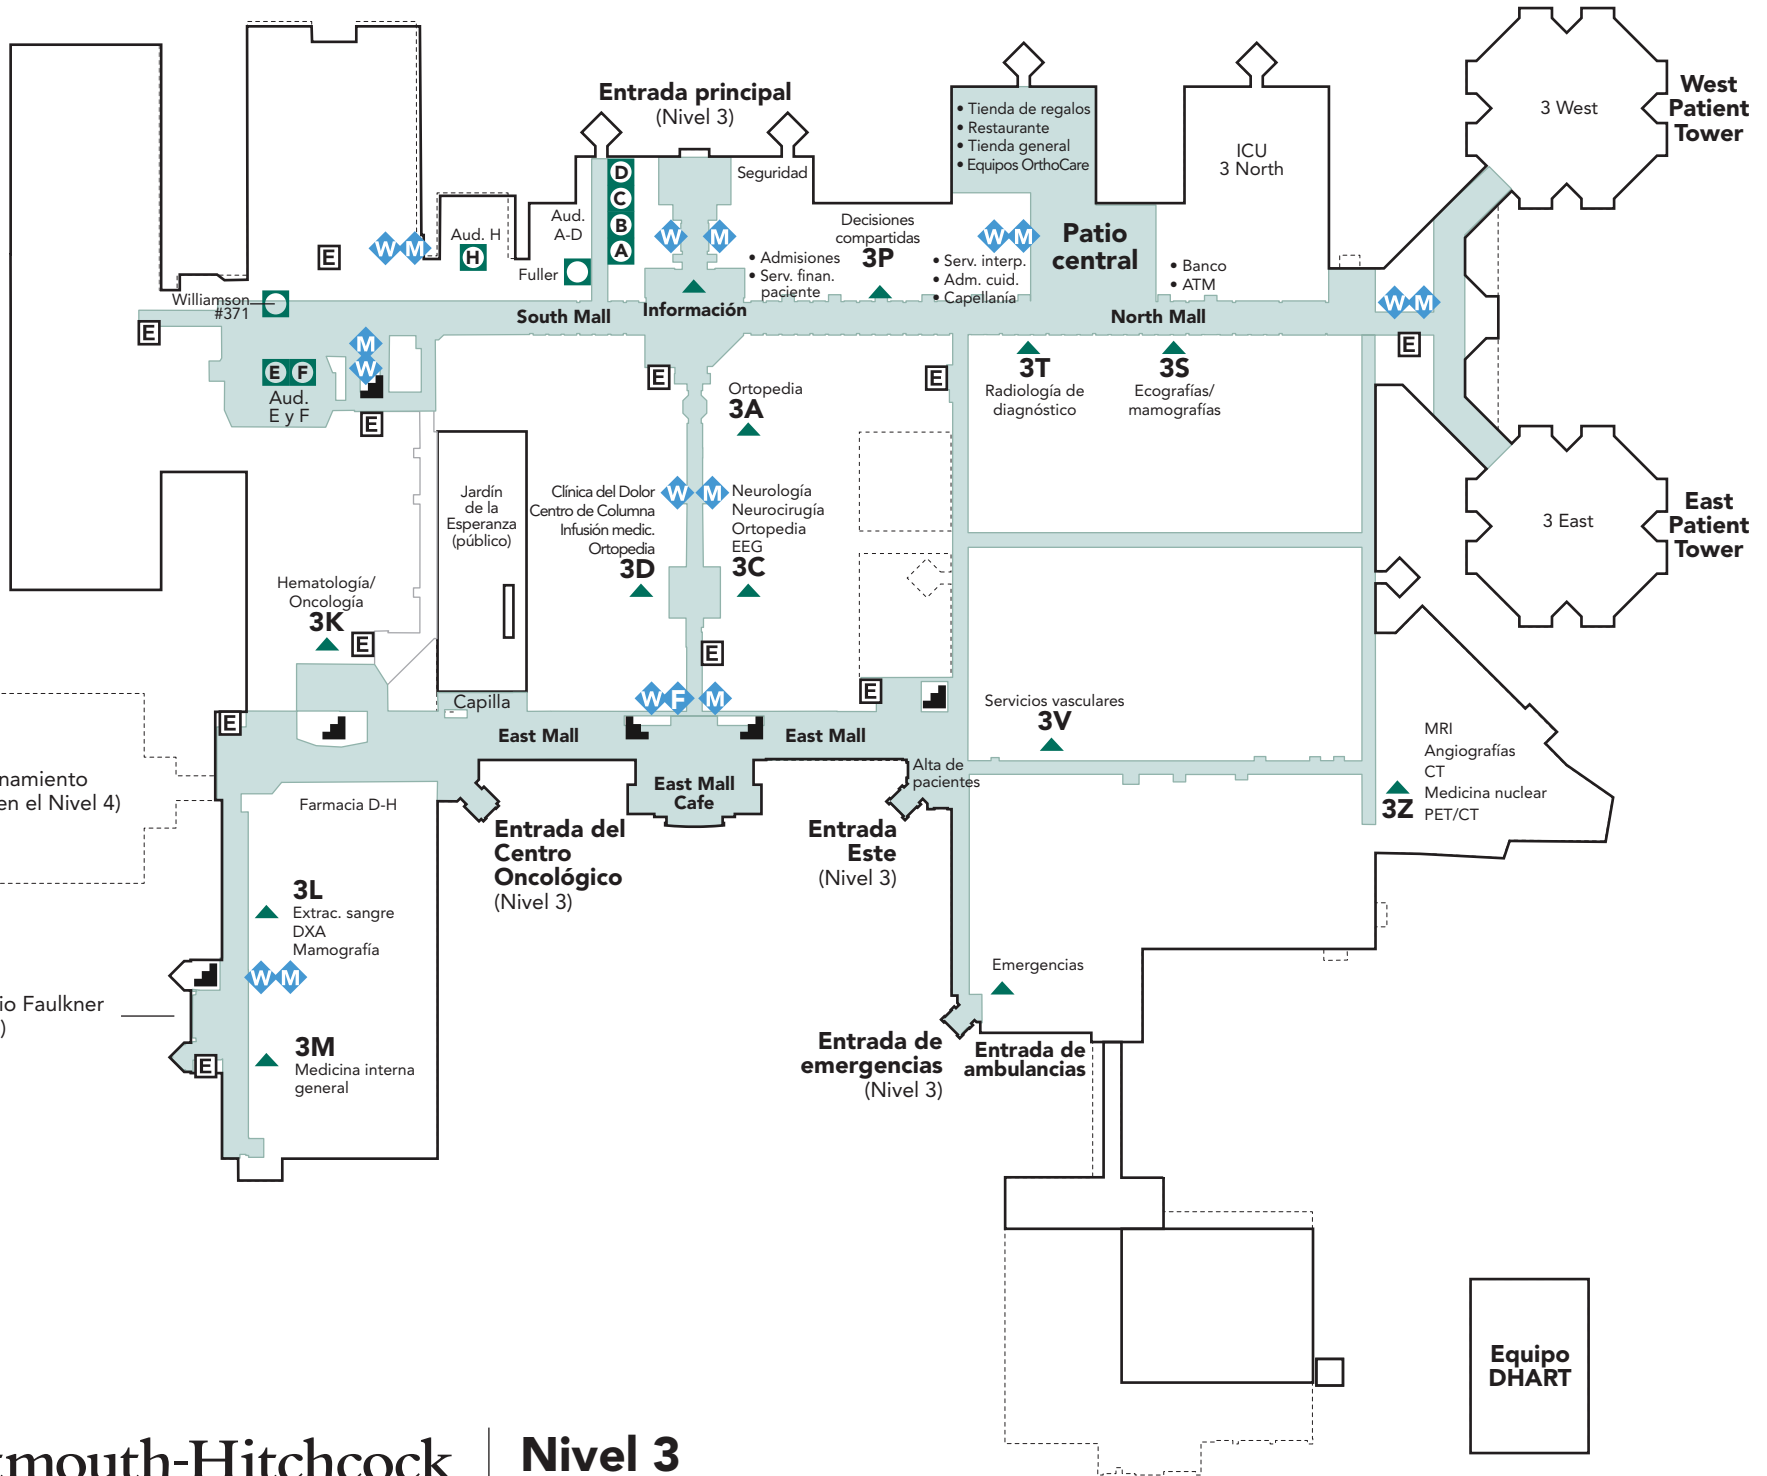 Entrada principal
(Nivel 3)
West
Patient
Tower
3 West
• Tienda de regalos
• Restaurante
• Tienda general
• Equipos OrthoCare
ICU
3 North
D
C
B
A
Seguridad
Aud.
A-D
Aud. H
H
Fuller
W M
E
W
M
Decisiones
compartidas
3P
W M
Patio
central
• Admisiones
• Serv. finan.
paciente
• Serv. interp.
• Adm. cuid.
• Capellanía
• Banco
• ATM
Williamson
#371
E
South Mall
Información
North Mall
W M
E
M
W
E F
Aud.
E y F
E
E
E
Ortopedia
3A
3T
Radiología de
diagnóstico
3S
Ecografías/
mamografías
Jardín
de la
Esperanza
(público)
Clínica del Dolor
Centro de Columna
Infusión medic.
Ortopedia
3D
W M
Neurología
Neurocirugía
Ortopedia
EEG
3C
3 East
East
Patient
Tower
Hematología/
Oncología
3K
E
E
E
Capilla
W F M
E
East Mall
East Mall
Servicios vasculares
3V
MRI
Angiografías
CT
Medicina nuclear
PET/CT
3Z
namiento
en el Nivel 4)
Farmacia D-H
East Mall
Cafe
Alta de
pacientes
Entrada del
Centro
Oncológico
(Nivel 3)
Entrada
Este
(Nivel 3)
3L
Extrac. sangre
DXA
Mamografía
W M
io Faulkner
)
E
3M
Medicina interna
general
Emergencias
Entrada de
emergencias
(Nivel 3)
Entrada de
ambulancias
Equipo
DHART
tmouth-Hitchcock
Nivel 3